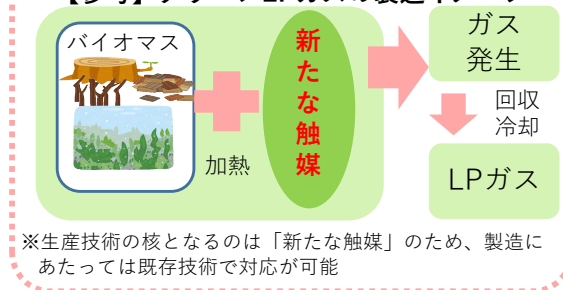 バイオマス
新たな触媒
加熱
ガス
発生
回収
冷却
LPガス
※生産技術の核となるのは「新たな触媒」のため、製造に
あたっては既存技術で対応が可能